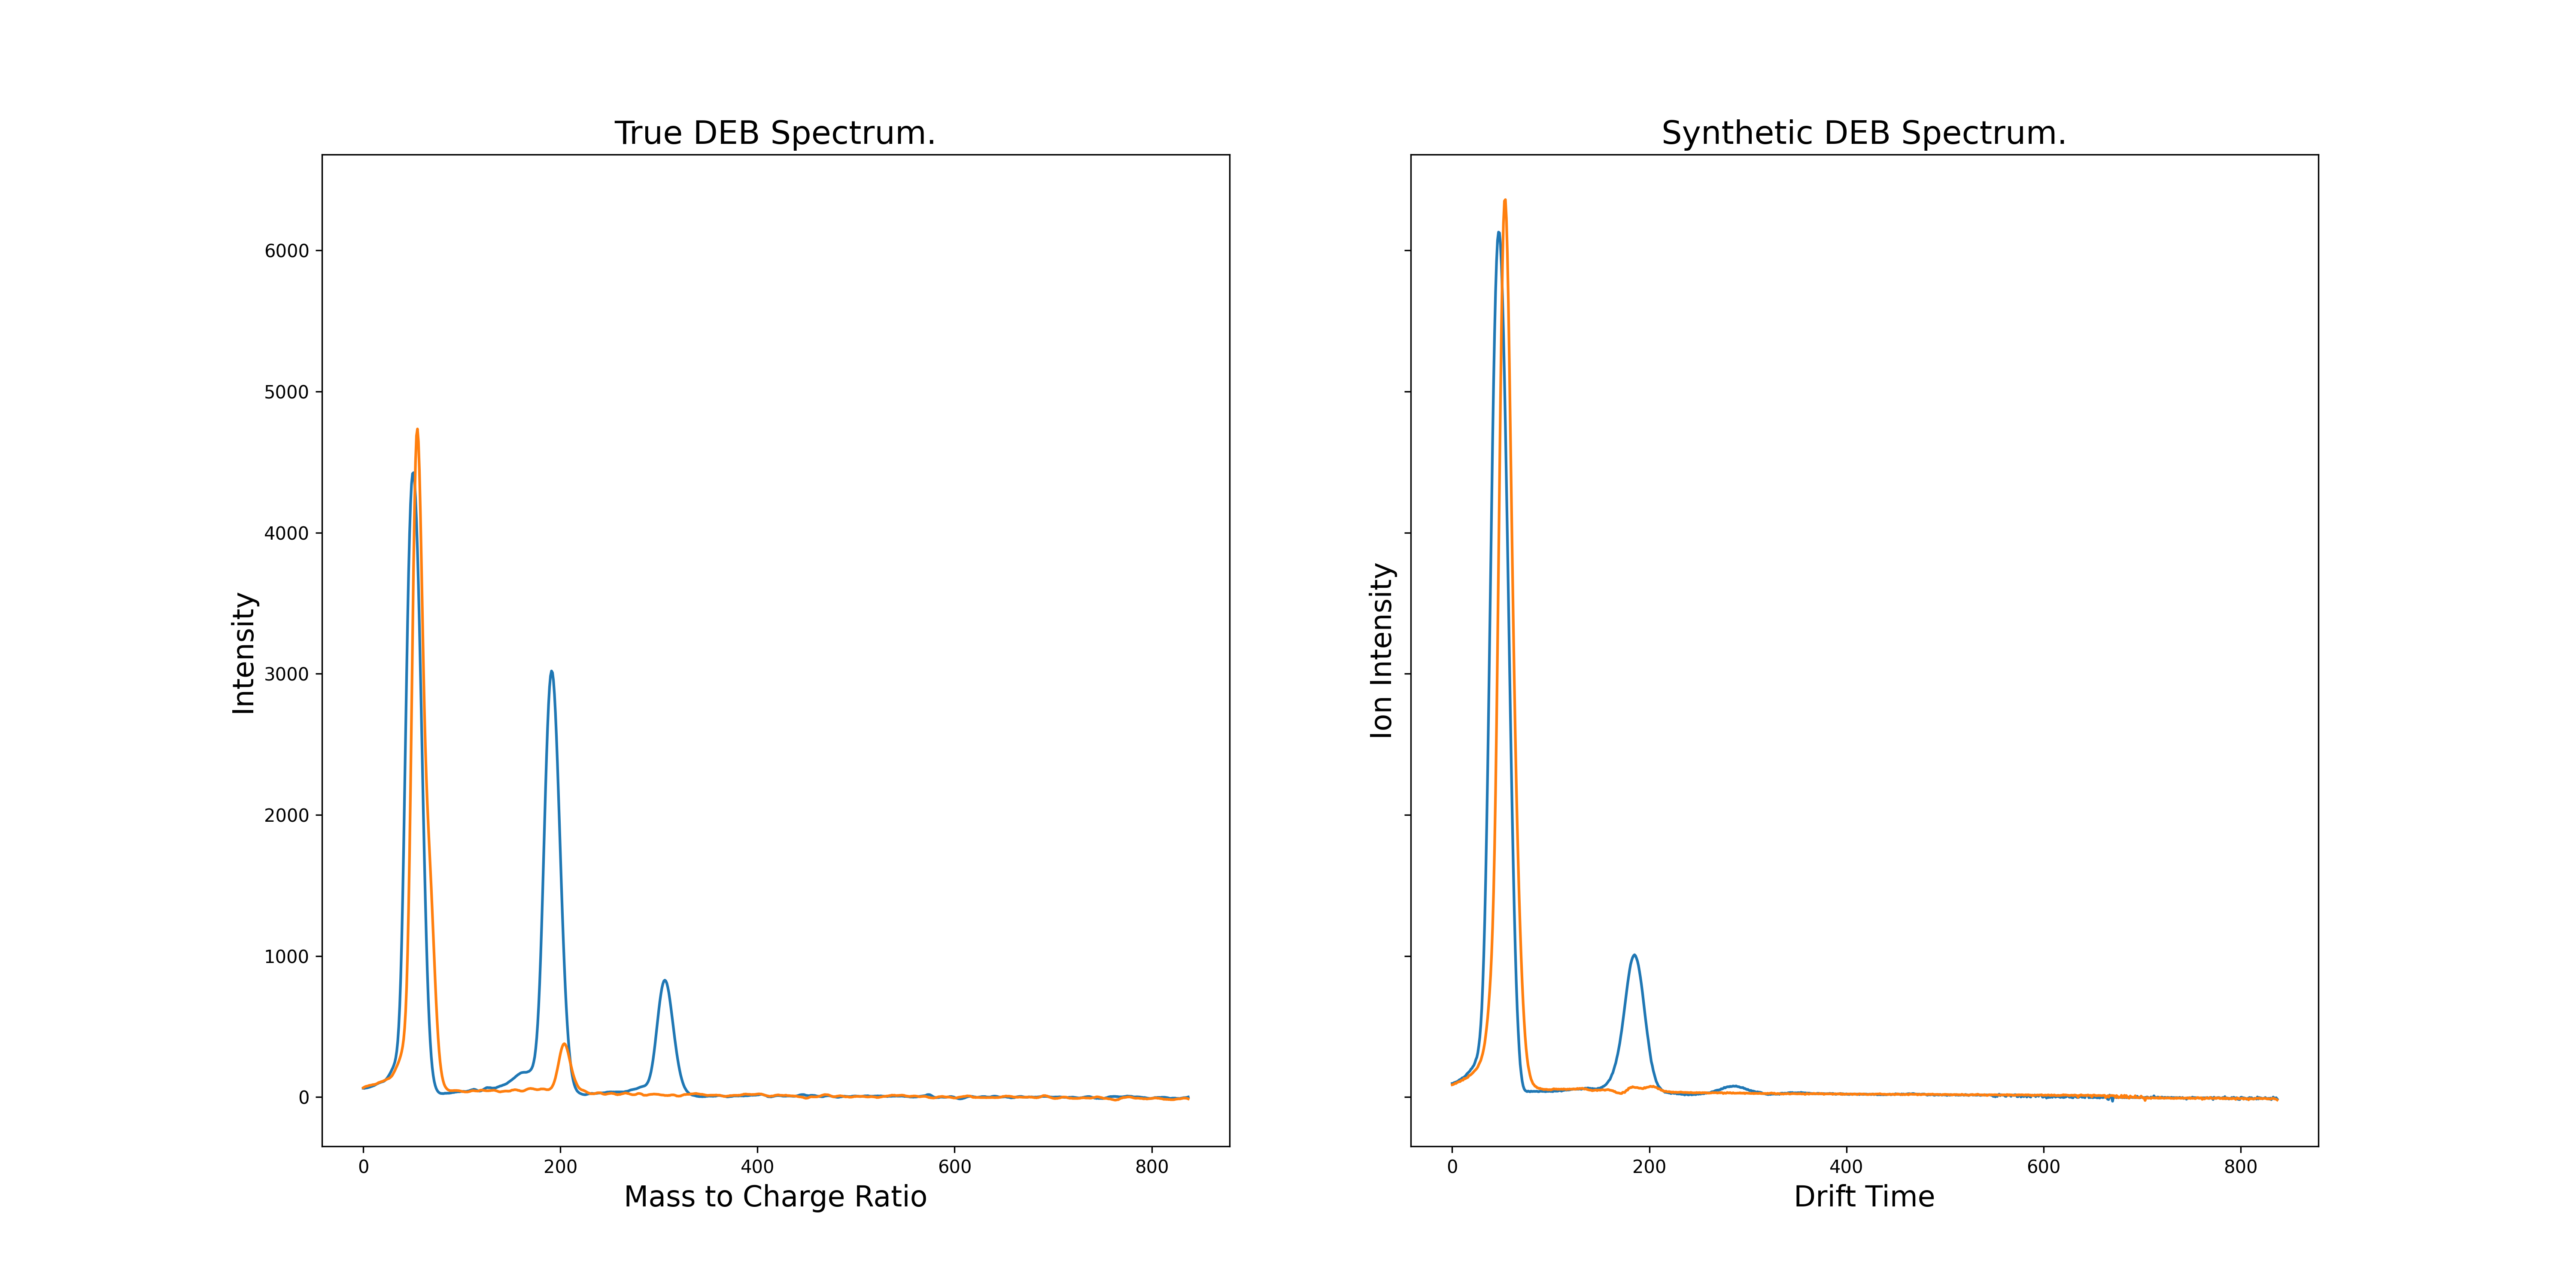 True DEB Spectrum.
Intensity
6000
5000
4000
3000
2000
1000
0
0 200 400 600 800
Mass to Charge Ratio
Synthetic DEB Spectrum.
Ion Intensity
0 200 400 600 800
Drift Time